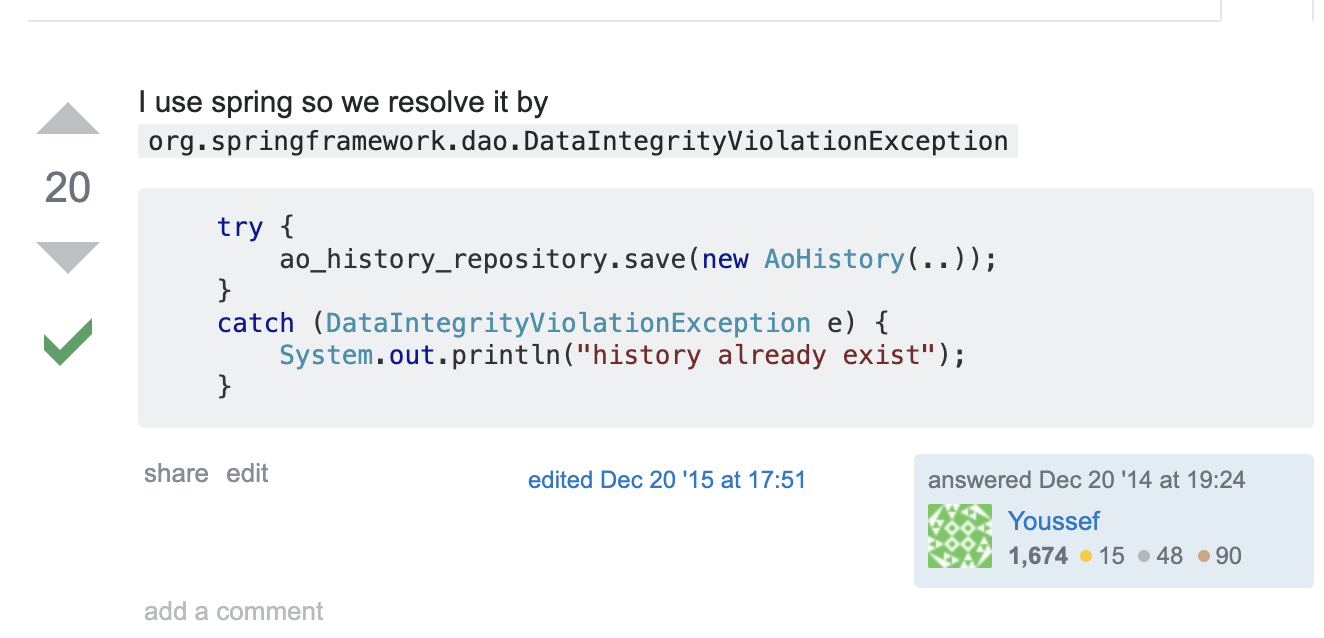 I use spring so we resolve it by
org.springframework.dao.DataIntegrityViolationException
20
try {
    ao_history_repository.save(new AoHistory(..));
}
catch (DataIntegrityViolationException e) {
    System.out.println("history already exist");
}
share edit
edited Dec 20 '15 at 17:51
answered Dec 20 '14 at 19:24
Youssef
1,674 15 48 90
add a comment